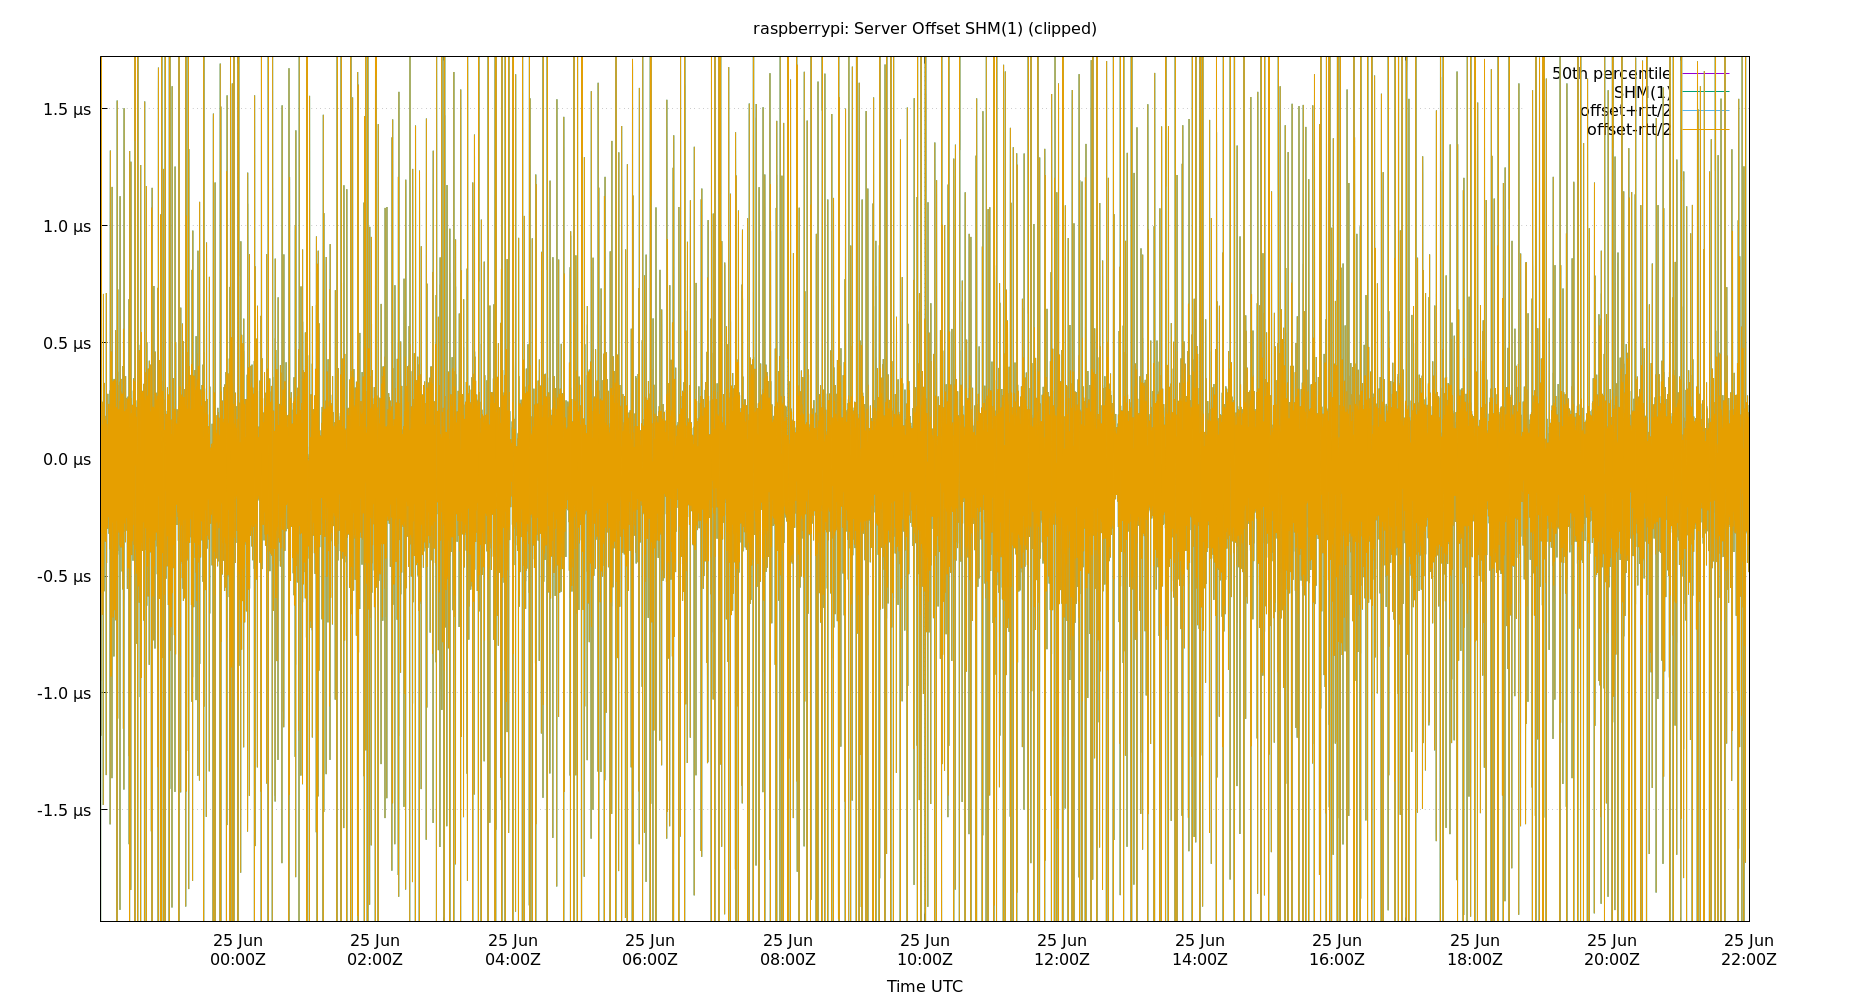 raspberrypi: Server Offset SHM(1) (clipped)
50th percentile
SHM(1)
offset+rtt/2
offset-rtt/2
1.5 µs
1.0 µs
0.5 µs
0.0 µs
-0.5 µs
-1.0 µs
-1.5 µs
25 Jun 25 Jun 25 Jun 25 Jun 25 Jun 25 Jun 25 Jun 25 Jun 25 Jun 25 Jun 25 Jun 25 Jun
00:00Z 02:00Z 04:00Z 06:00Z 08:00Z 10:00Z 12:00Z 14:00Z 16:00Z 18:00Z 20:00Z 22:00Z
Time UTC